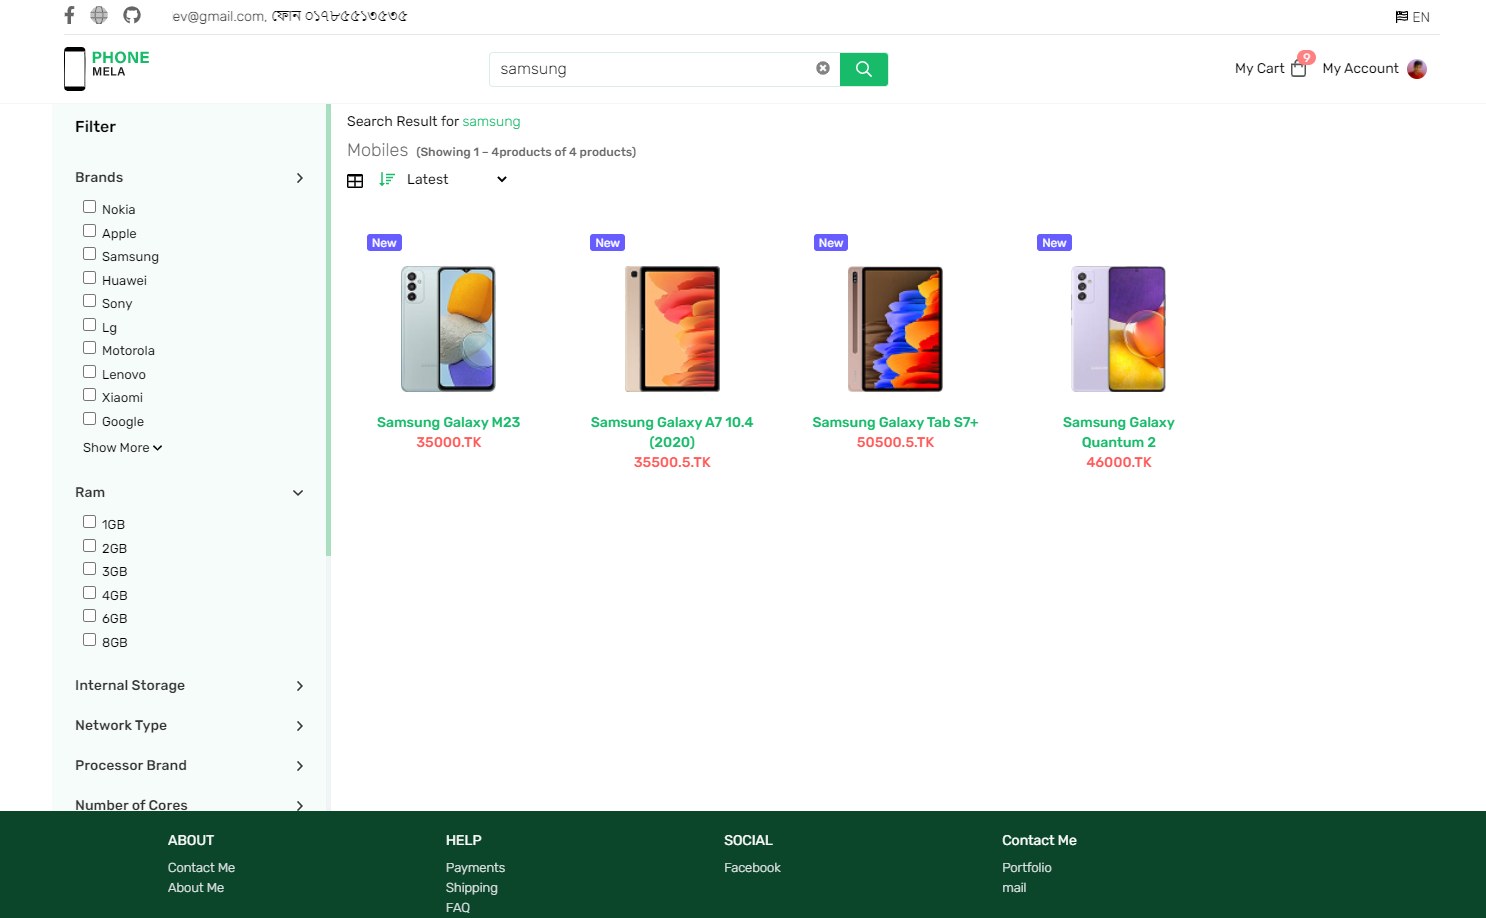 ev@gmail.com, ফোন ০১৭৮৫৫১৩৫৩৫
EN
PHONE
MELA
samsung
My Cart
9
My Account
Filter
Brands
Nokia
Apple
Samsung
Huawei
Sony
Lg
Motorola
Lenovo
Xiaomi
Google
Show More
Ram
1GB
2GB
3GB
4GB
6GB
8GB
Internal Storage
Network Type
Processor Brand
Number of Cores
Search Result for samsung
Mobiles (Showing 1 – 4products of 4 products)
Latest
New
Samsung Galaxy M23
35000.TK
New
Samsung Galaxy A7 10.4
(2020)
35500.5.TK
New
Samsung Galaxy Tab S7+
50500.5.TK
New
Samsung Galaxy
Quantum 2
46000.TK
ABOUT
Contact Me
About Me
HELP
Payments
Shipping
FAQ
SOCIAL
Facebook
Contact Me
Portfolio
mail